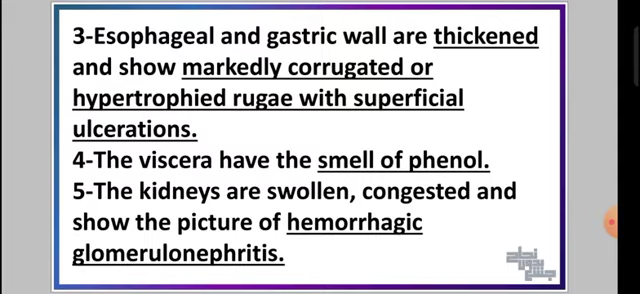 3-Esophageal and gastric wall are thickened
and show markedly corrugated or
hypertrophied rugae with superficial
ulcerations.
4-The viscera have the smell of phenol.
5-The kidneys are swollen, congested and
show the picture of hemorrhagic
glomerulonephritis.